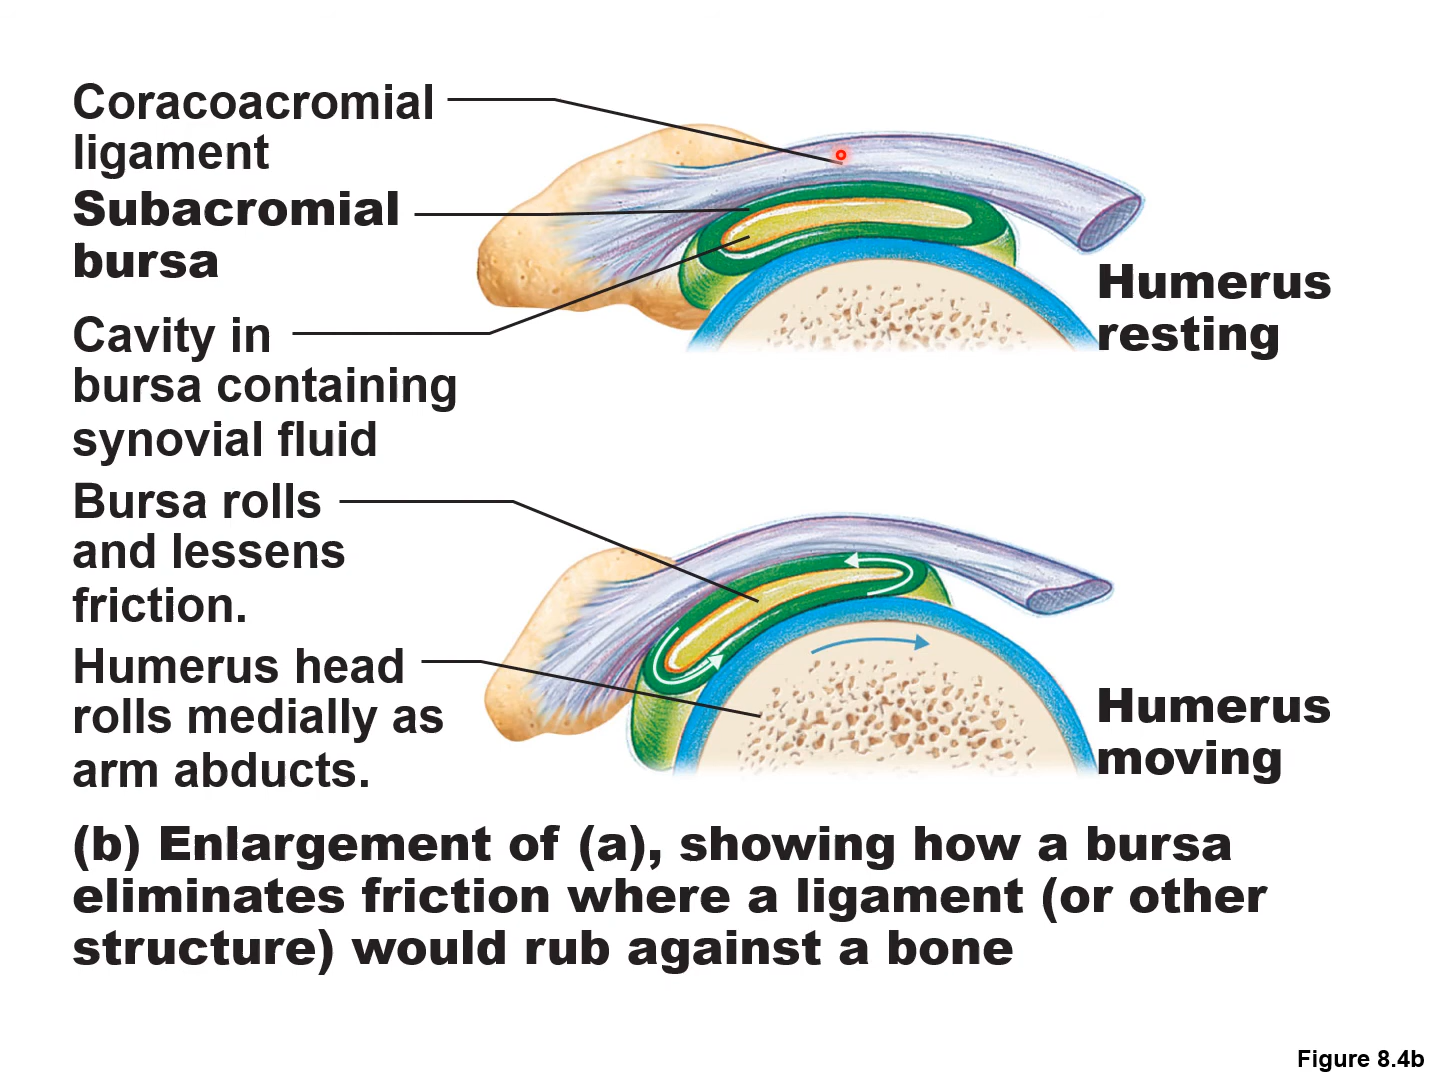 Coracoacromial
ligament
Subacromial
bursa
Cavity in
bursa containing
synovial fluid
Humerus
resting
Bursa rolls
and lessens
friction.
Humerus head
rolls medially as
arm abducts.
Humerus
moving
(b) Enlargement of (a), showing how a bursa
eliminates friction where a ligament (or other
structure) would rub against a bone
Figure 8.4b